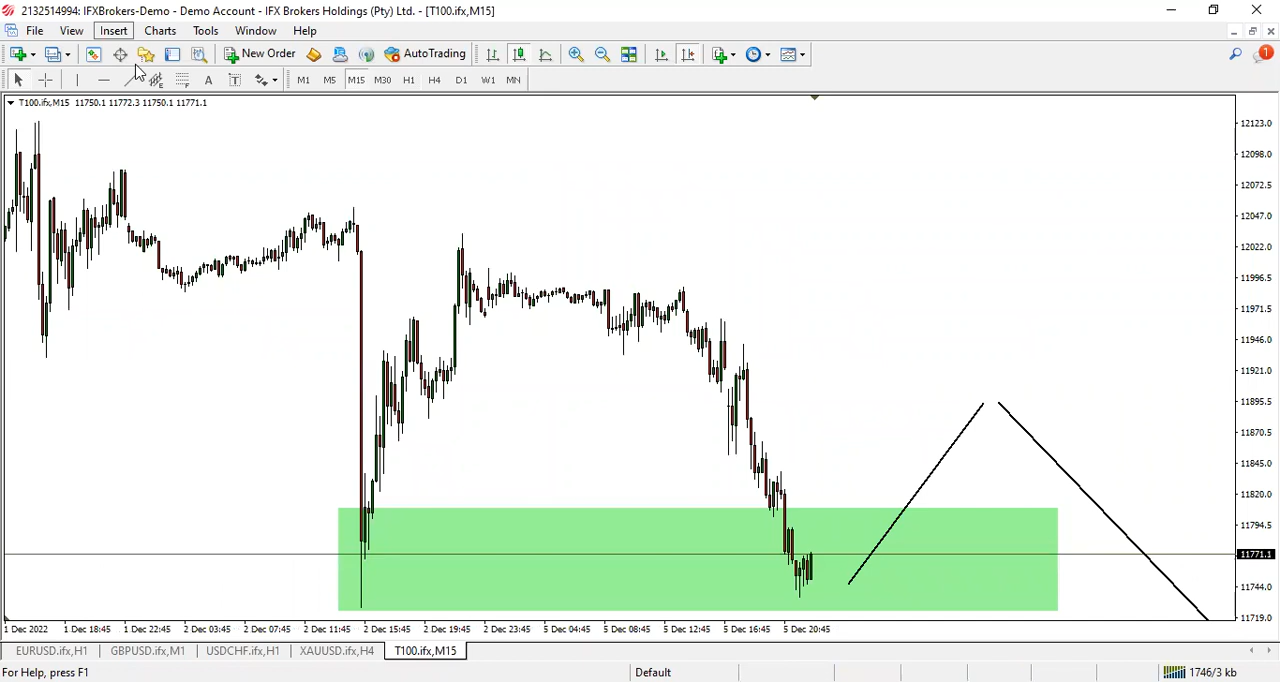 2132514994: IFXBrokers-Demo - Demo Account - IFX Brokers Holdings (Pty) Ltd. - [T100.ifx,M15]
File View Insert Charts Tools Window Help
New Order AutoTrading
1
E F A T M1 M5 M15 M30 H1 H4 D1 W1 MN
T100.ifx,M15 11750.1 11772.3 11750.1 11771.1
12123.0
12098.0
12072.5
12047.0
12022.0
11996.5
11971.5
11946.0
11921.0
11895.5
11870.5
11845.0
11820.0
11794.5
11771.1
11744.0
11719.0
1 Dec 2022 1 Dec 18:45 1 Dec 22:45 2 Dec 03:45 2 Dec 07:45 2 Dec 11:45 2 Dec 15:45 2 Dec 19:45 2 Dec 23:45 5 Dec 04:45 5 Dec 08:45 5 Dec 12:45 5 Dec 16:45 5 Dec 20:45
EURUSD.ifx,H1 GBPUSD.ifx,M1 USDCHF.ifx,H1 XAUUSD.ifx,H4 T100.ifx,M15
For Help, press F1 Default 1746/3 kb